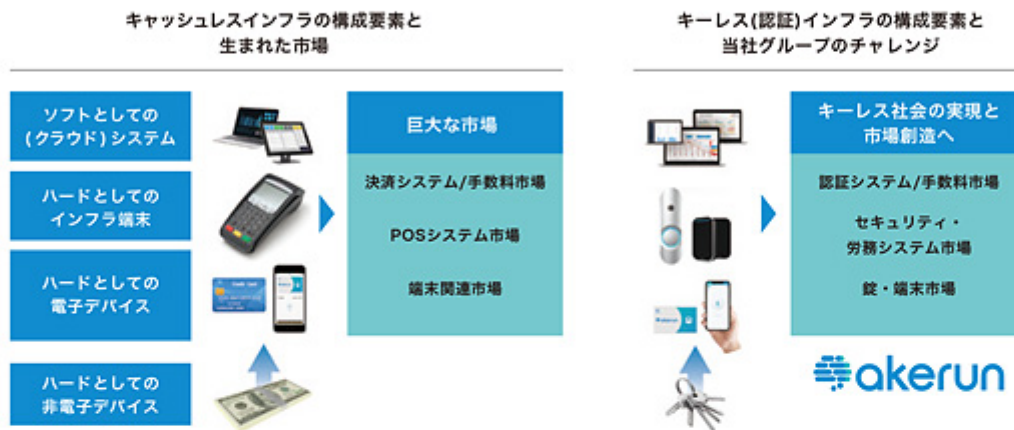 キャッシュレスインフラの構成要素と
生まれた市場
ソフトとしての
(クラウド)システム
ハードとしての
インフラ端末
ハードとしての
電子デバイス
ハードとしての
非電子デバイス
巨大な市場
決済システム/手数料市場
POSシステム市場
端末関連市場
キーレス(認証)インフラの構成要素と
当社グループのチャレンジ
キーレス社会の実現と
市場創造へ
認証システム/手数料市場
セキュリティ・
労務システム市場
錠・端末市場
akerun